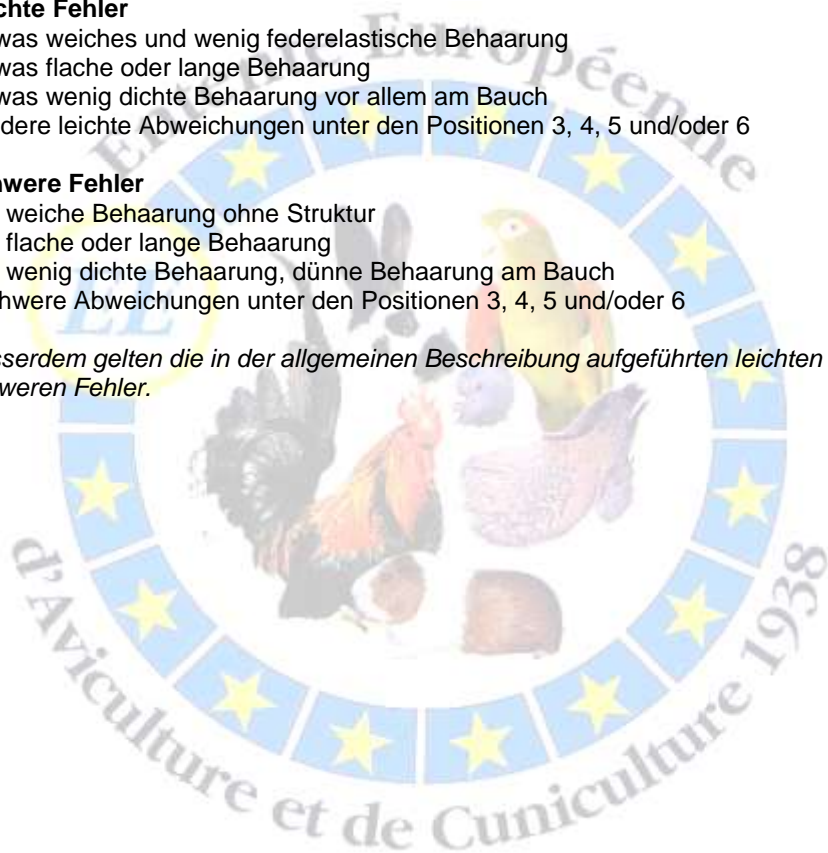 chte Fehler
was weiches und wenig federelastische Behaarung
was flache oder lange Behaarung
was wenig dichte Behaarung vor allem am Bauch
dere leichte Abweichungen unter den Positionen 3, 4, 5 und/oder 6
hwere Fehler
weiche Behaarung ohne Struktur
flache oder lange Behaarung
wenig dichte Behaarung, dünne Behaarung am Bauch
hwere Abweichungen unter den Positionen 3, 4, 5 und/oder 6
sserdem gelten die in der allgemeinen Beschreibung aufgeführten leichten
weren Fehler.
Entente Européenne
EE
d'Aviculture et de Cuniculture 1938